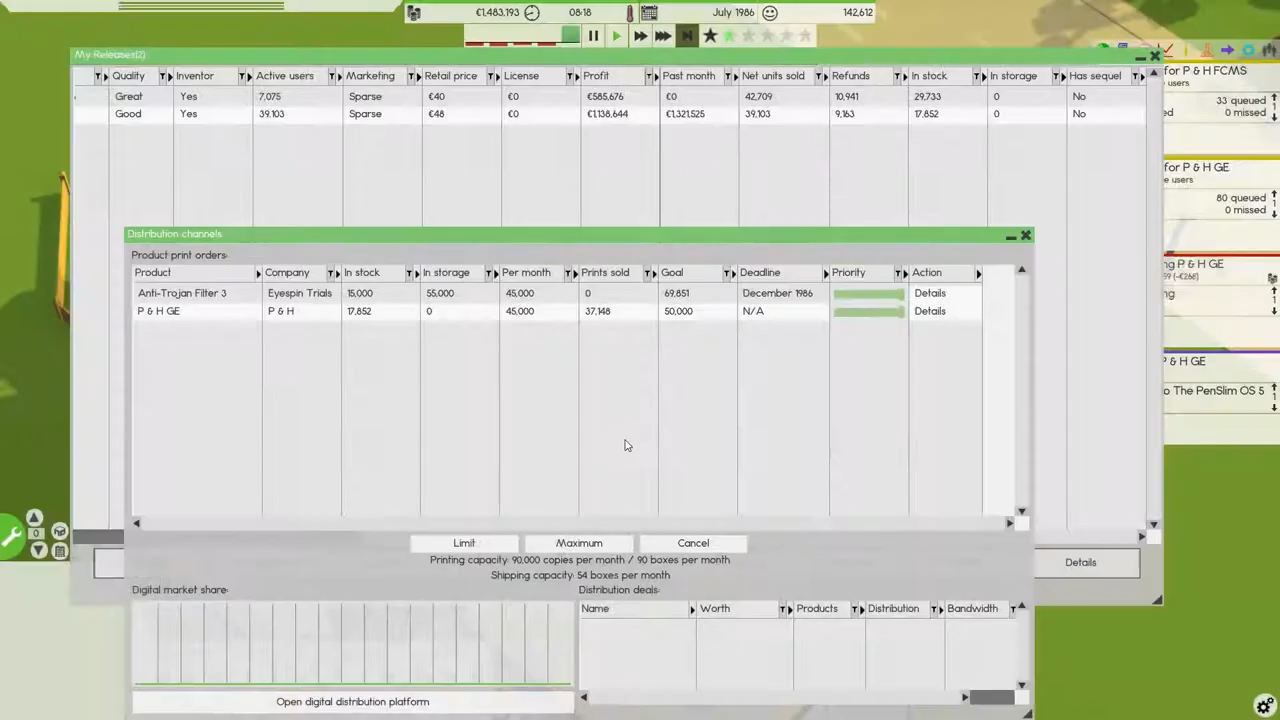 €1,483,193 08:18 July 1986 142,612
My Releases(2)
Quality Inventor Active users Marketing Retail price License Profit Past month Net units sold Refunds In stock In storage Has sequel
Great Yes 7,075 Sparse €40 €0 €585,676 €0 42,709 10,941 29,733 0 No
Good Yes 39,103 Sparse €48 €0 €1,138,644 €1,321,525 39,103 9,163 17,852 0 No
for P & H FCMS
users
33 queued
ed 0 missed
for P & H GE
e users
80 queued
0 missed
ng P & H GE
ng
P & H GE
o The PenSlim OS 5
Distribution channels
Product print orders:
Product Company In stock In storage Per month Prints sold Goal Deadline Priority Action
Anti-Trojan Filter 3 Eyespin Trials 15,000 55,000 45,000 0 69,851 December 1986 Details
P & H GE P & H 17,852 0 45,000 37,148 50,000 N/A Details
Limit Maximum Cancel
Printing capacity: 90,000 copies per month / 90 boxes per month
Shipping capacity: 54 boxes per month
Details
0
Digital market share: Distribution deals:
Name Worth Products Distribution Bandwidth
Open digital distribution platform